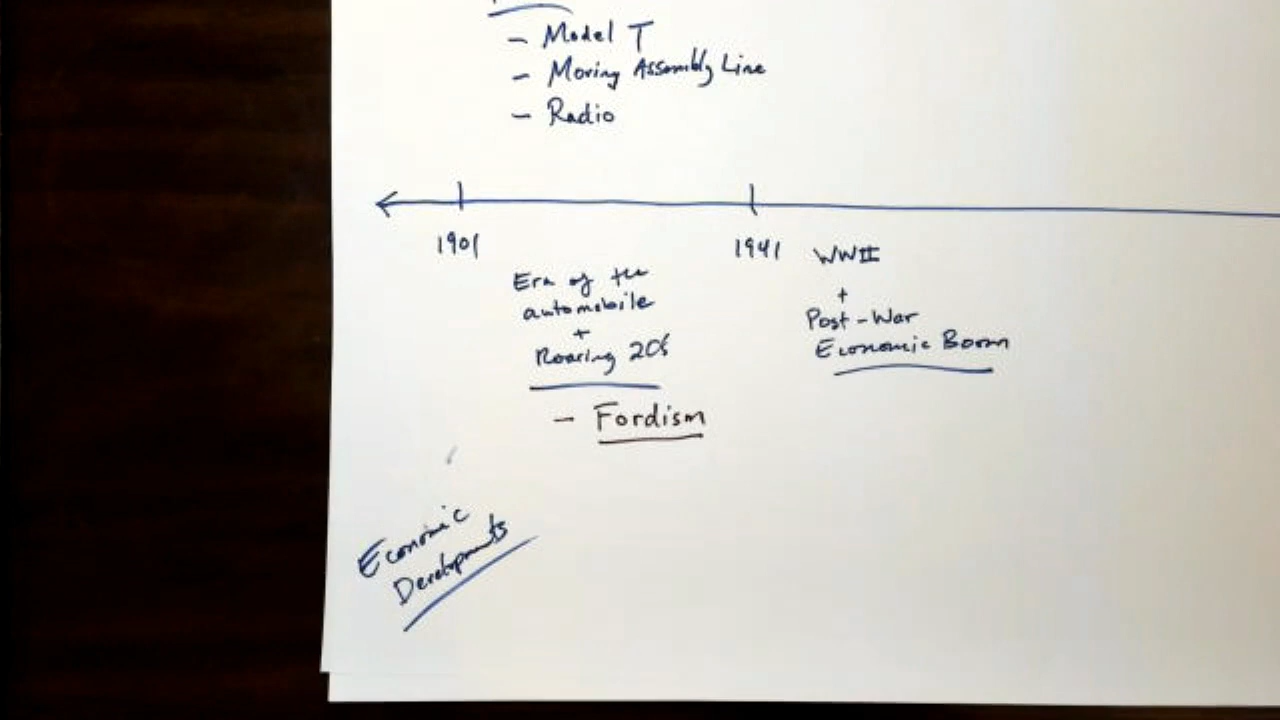 - Model T
- Moving Assembly Line
- Radio
1901
1941
WWII
+
Post-War
Economic Boom
Era of the
automobile
+
Roaring 20s
- Fordism
Economic
Developments